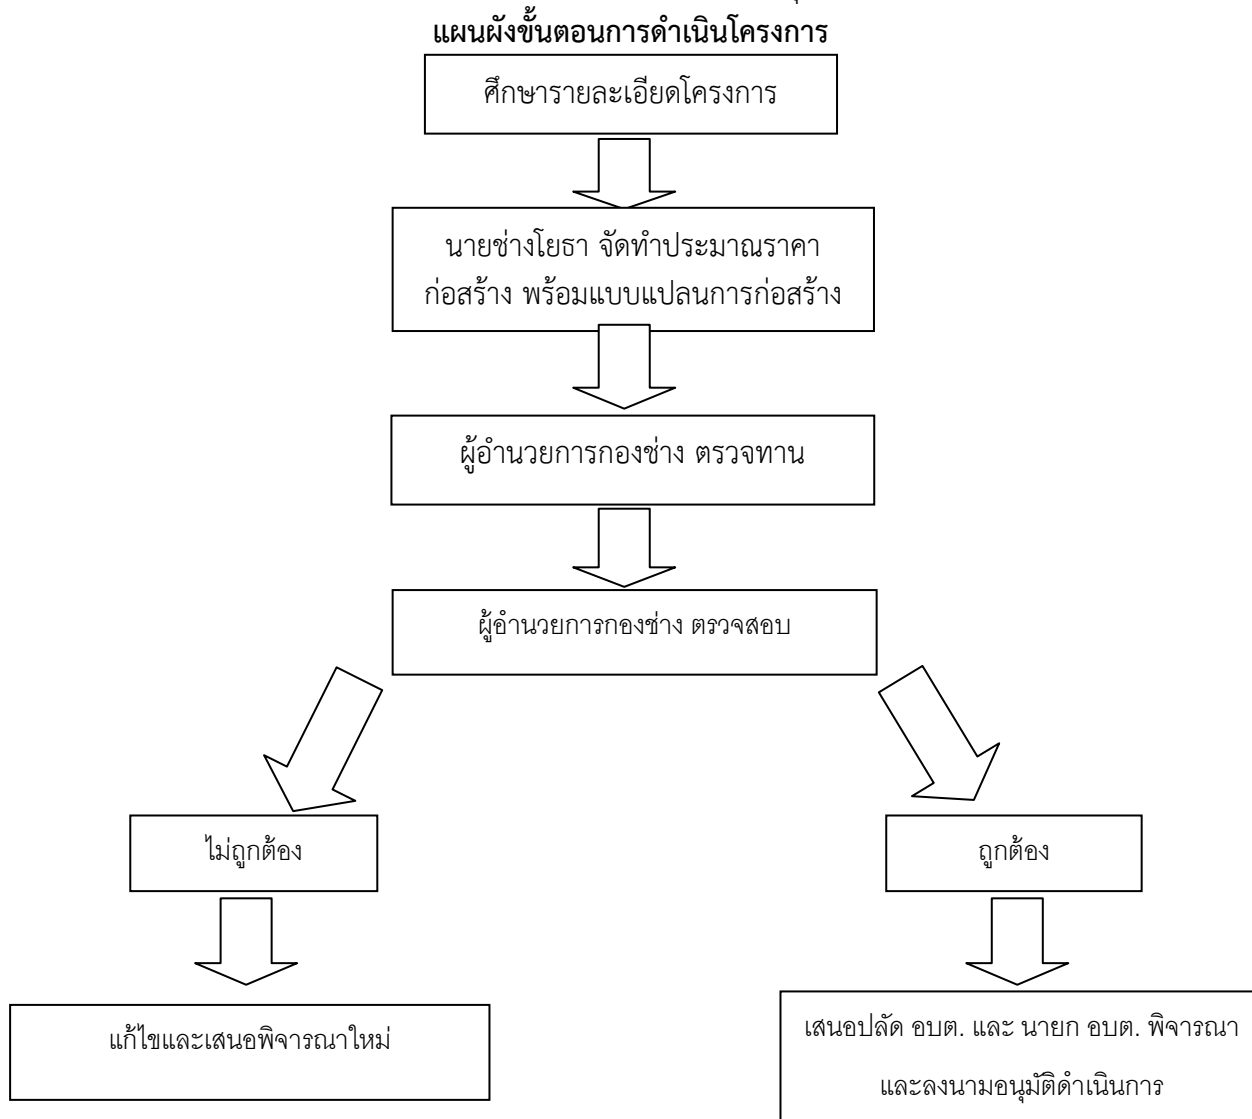 แผนผังขั้นตอนการดำเนินโครงการ
ศึกษารายละเอียดโครงการ
นายช่างโยธา จัดทำประมาณราคา
ก่อสร้าง พร้อมแบบแปลนการก่อสร้าง
ผู้อำนวยการกองช่าง ตรวจทาน
ผู้อำนวยการกองช่าง ตรวจสอบ
ไม่ถูกต้อง
ถูกต้อง
แก้ไขและเสนอพิจารณาใหม่
เสนอปลัด อบต. และ นายก อบต. พิจารณา
และลงนามอนุมัติดำเนินการ